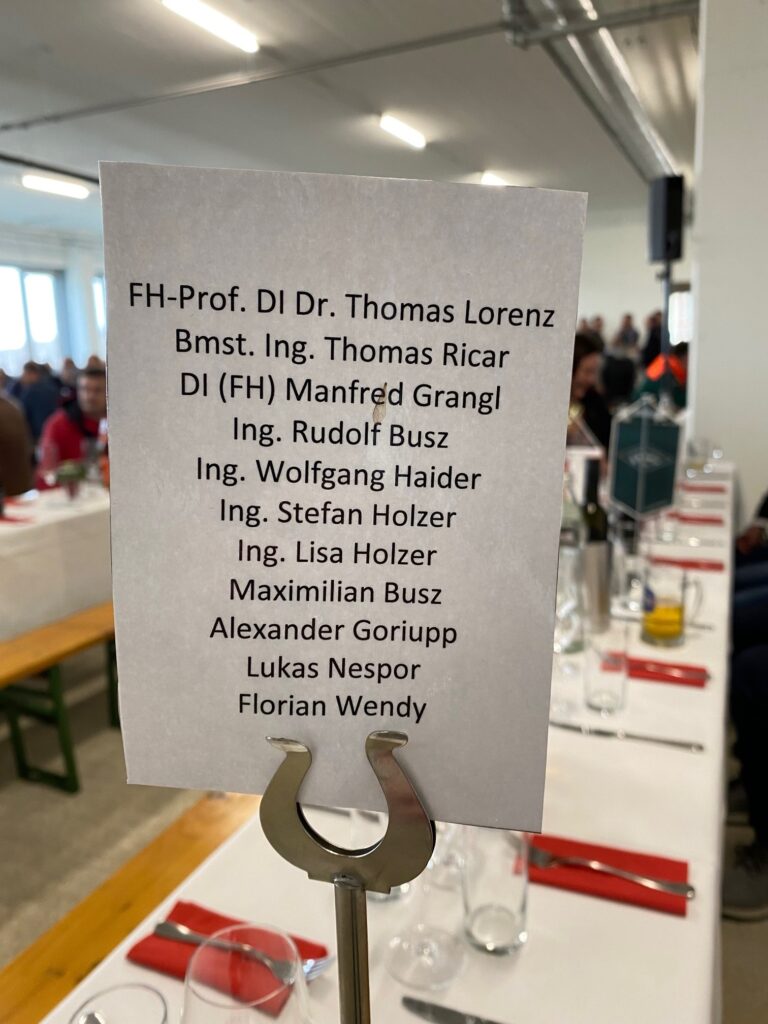 FH-Prof. DI Dr. Thomas Lorenz
Bmst. Ing. Thomas Ricar
DI (FH) Manfred Grangl
Ing. Rudolf Busz
Ing. Wolfgang Haider
Ing. Stefan Holzer
Ing. Lisa Holzer
Maximilian Busz
Alexander Goriupp
Lukas Nespor
Florian Wendy